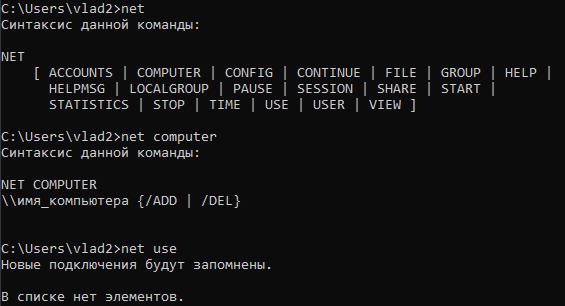 C:\Users\vlad2>net
Синтаксис данной команды:
NET
[ ACCOUNTS | COMPUTER | CONFIG | CONTINUE | FILE | GROUP | HELP |
HELPMSG | LOCALGROUP | PAUSE | SESSION | SHARE | START |
STATISTICS | STOP | TIME | USE | USER | VIEW ]
C:\Users\vlad2>net computer
Синтаксис данной команды:
NET COMPUTER
\\имя_компьютера {/ADD | /DEL}
C:\Users\vlad2>net use
Новые подключения будут запомнены.
В списке нет элементов.